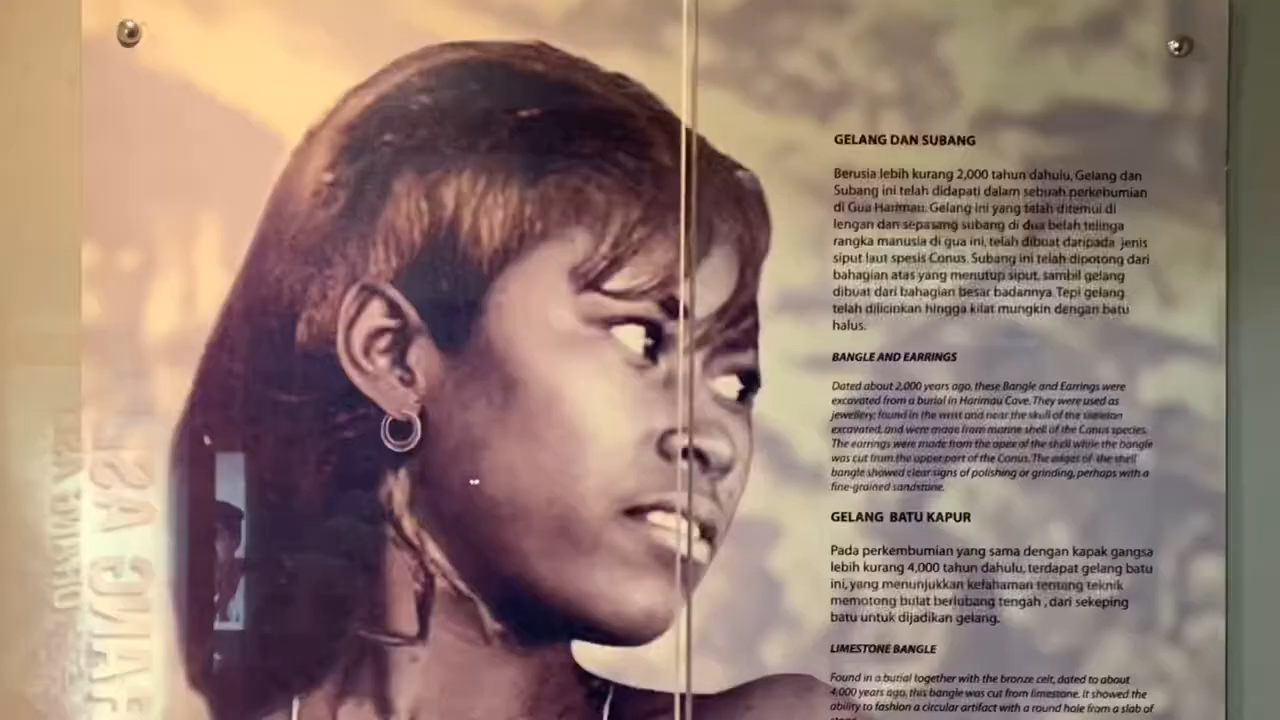 GELANG DAN SUBANG
Berusia lebih kurang 2,000 tahun dahulu, Gelang dan
Subang ini telah didapati dalam sebuah perkebumian
di Gua Harimau. Gelang ini yang telah ditemui di
lengan dan sepasang subang di dua belah telinga
rangka manusia di gua ini, telah dibuat daripada jenis
siput laut spesis Conus. Subang ini telah dipotong dari
bahagian atas yang menutup siput, sambil gelang
dibuat dari bahagian besar badannya. Tepi gelang
telah dilicinkan hingga kilat mungkin dengan batu
halus.
BANGLE AND EARRINGS
Dated about 2,000 years ago, these Bangle and Earrings were
excavated from a burial in Harimau Cave. They were used as
jewellery, found in the wrist and near the skull of the skeleton
excavated, and were made from marine shell of the Conus species.
The earrings were made from the apex of the shell while the bangle
was cut from the upper part of the Conus. The edges of the shell
bangle showed clear signs of polishing or grinding, perhaps with a
fine-grained sandstone.
GELANG BATU KAPUR
Pada perkembumian yang sama dengan kapak gangsa
lebih kurang 4,000 tahun dahulu, terdapat gelang batu
ini, yang menunjukkan kefahaman tentang teknik
memotong bulat berlubang tengah , dari sekeping
batu untuk dijadikan gelang.
LIMESTONE BANGLE
Found in a burial together with the bronze celt, dated to about
4,000 years ago, this bangle was cut from limestone. It showed the
ability to fashion a circular artifact with a round hole from a slab of